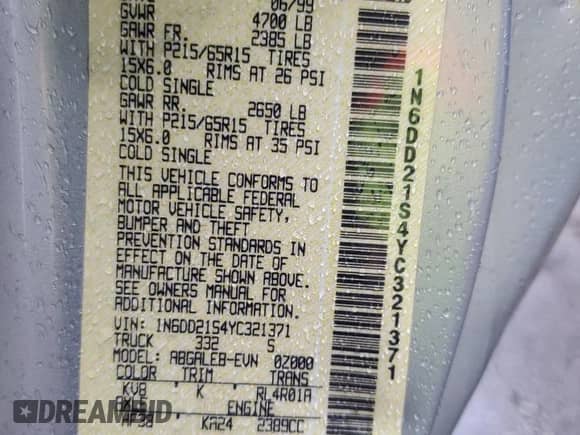 06/99
GVWR 4700 LB
GAWR FR. 2385 LB
WITH P215/65R15 TIRES
15X6.0 RIMS AT 26 PSI
COLD SINGLE
GAWR RR. 2650 LB
WITH P215/65R15 TIRES
15X6.0 RIMS AT 35 PSI
COLD SINGLE
THIS VEHICLE CONFORMS TO
ALL APPLICABLE FEDERAL
MOTOR VEHICLE SAFETY,
BUMPER AND THEFT
PREVENTION STANDARDS IN
EFFECT ON THE DATE OF
MANUFACTURE SHOWN ABOVE.
SEE OWNERS MANUAL FOR
ADDITIONAL INFORMATION.
VIN: 1N6DD21S4YC321371
TRUCK 332 S
MODEL: ABGALEB-EVN 0Z000
COLOR TRIM TRANS
KV8 K RL4R01A
AXLE ENGINE
KA24 2389CC
1N6DD21S4YC321371
DREAMBID